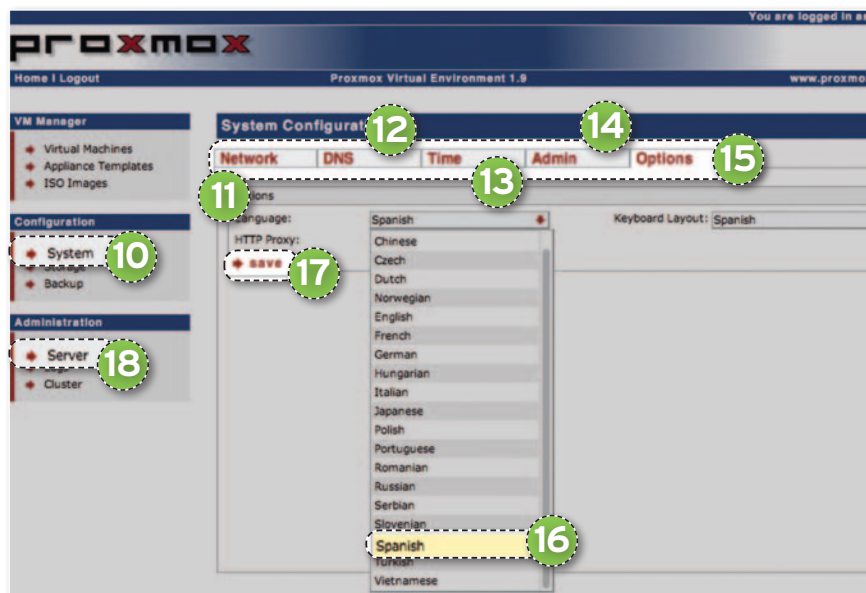 You are logged in as
proxmox
Home | Logout Proxmox Virtual Environment 1.9 www.proxmo
VM Manager
Virtual Machines
Appliance Templates
ISO Images
Configuration
System
10
Storage
Backup
Administration
Server
18
Logs
Cluster
System Configurat
12
14
Network DNS Time Admin Options
15
11
13
Language: Spanish Keyboard Layout: Spanish
HTTP Proxy:
save
17
Chinese
Czech
Dutch
Norwegian
English
French
German
Hungarian
Italian
Japanese
Polish
Portuguese
Romanian
Russian
Serbian
Slovenian
Spanish
16
Turkish
Vietnamese